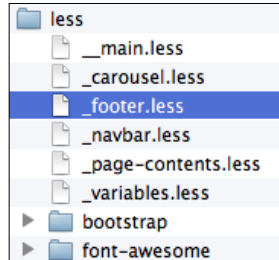 less
__main.less
_carousel.less
_footer.less
_navbar.less
_page-contents.less
_variables.less
bootstrap
font-awesome